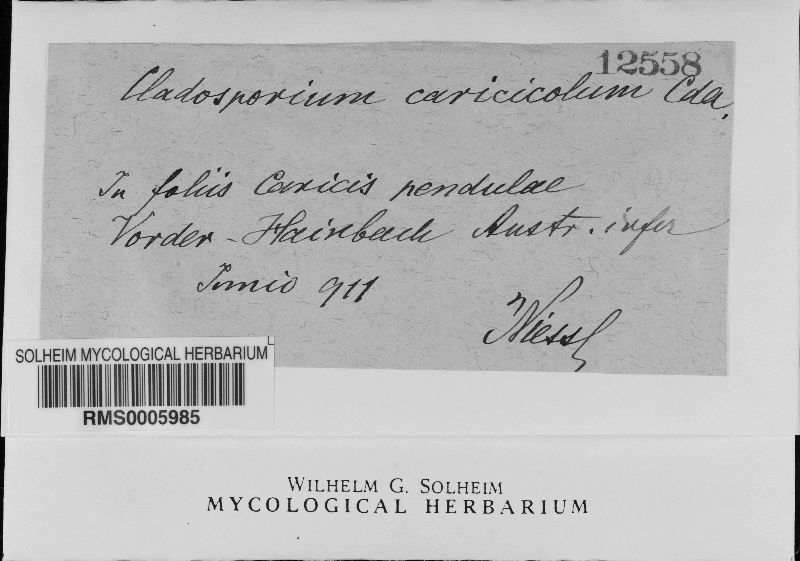 12558
Cladosporium caricicolum Cda.
In foliis Caricis pendulae
Vorder-Hainbach Austr. infer
Junio 911
Niessl
SOLHEIM MYCOLOGICAL HERBARIUM
RMS0005985
WILHELM G. SOLHEIM
MYCOLOGICAL HERBARIUM